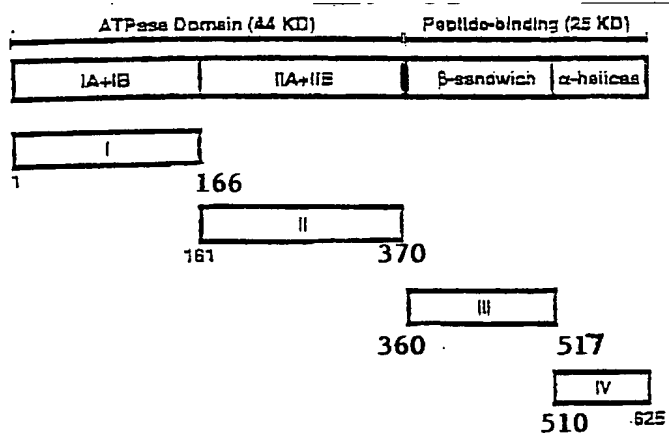 ATPase Domain (44 KD) Peptide-binding (25 KD)
IA+IB IIA+IIB β-sandwich α-helices
I
1 166
II
161 370
III
360 517
IV
510 625